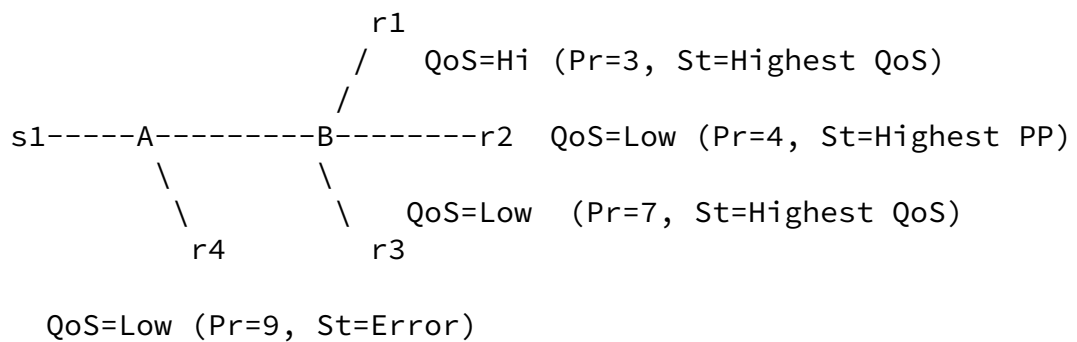 r1
/ QoS=Hi (Pr=3, St=Highest QoS)
/
s1-----A---------B--------r2 QoS=Low (Pr=4, St=Highest PP)
\ \
\ \ QoS=Low (Pr=7, St=Highest QoS)
r4 r3
QoS=Low (Pr=9, St=Error)